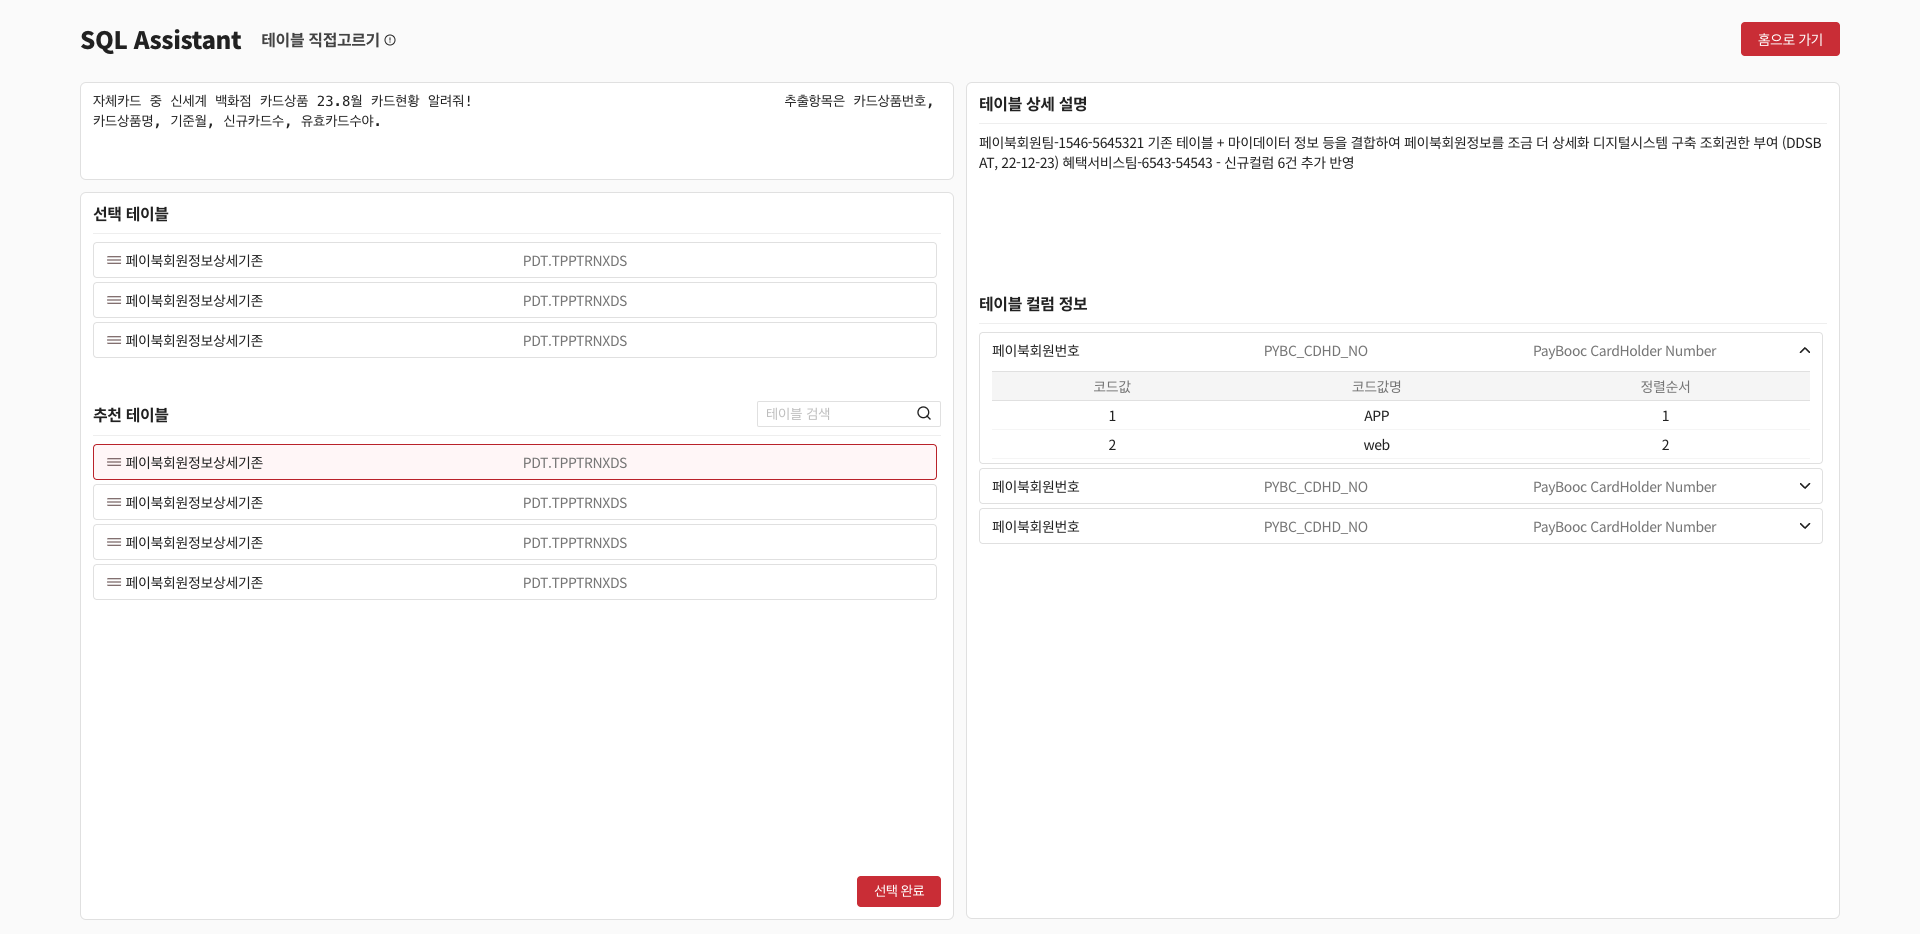 SQL Assistant 테이블 직접고르기
홈으로 가기
자체카드 중 신세계 백화점 카드상품 23.8월 카드현황 알려줘! 추출항목은 카드상품번호,
카드상품명, 기준월, 신규카드수, 유효카드수야.
선택 테이블
페이북회원정보상세기존 PDT.TPPTRNXDS
페이북회원정보상세기존 PDT.TPPTRNXDS
페이북회원정보상세기존 PDT.TPPTRNXDS
추천 테이블 테이블 검색
페이북회원정보상세기존 PDT.TPPTRNXDS
페이북회원정보상세기존 PDT.TPPTRNXDS
페이북회원정보상세기존 PDT.TPPTRNXDS
페이북회원정보상세기존 PDT.TPPTRNXDS
선택 완료
테이블 상세 설명
페이북회원팀-1546-5645321 기존 테이블 + 마이데이터 정보 등을 결합하여 페이북회원정보를 조금 더 상세화 디지털시스템 구축 조회권한 부여 (DDSB
AT, 22-12-23) 혜택서비스팀-6543-54543 - 신규컬럼 6건 추가 반영
테이블 컬럼 정보
페이북회원번호 PYBC_CDHD_NO PayBooc CardHolder Number
코드값 코드값명 정렬순서
1 APP 1
2 web 2
페이북회원번호 PYBC_CDHD_NO PayBooc CardHolder Number
페이북회원번호 PYBC_CDHD_NO PayBooc CardHolder Number